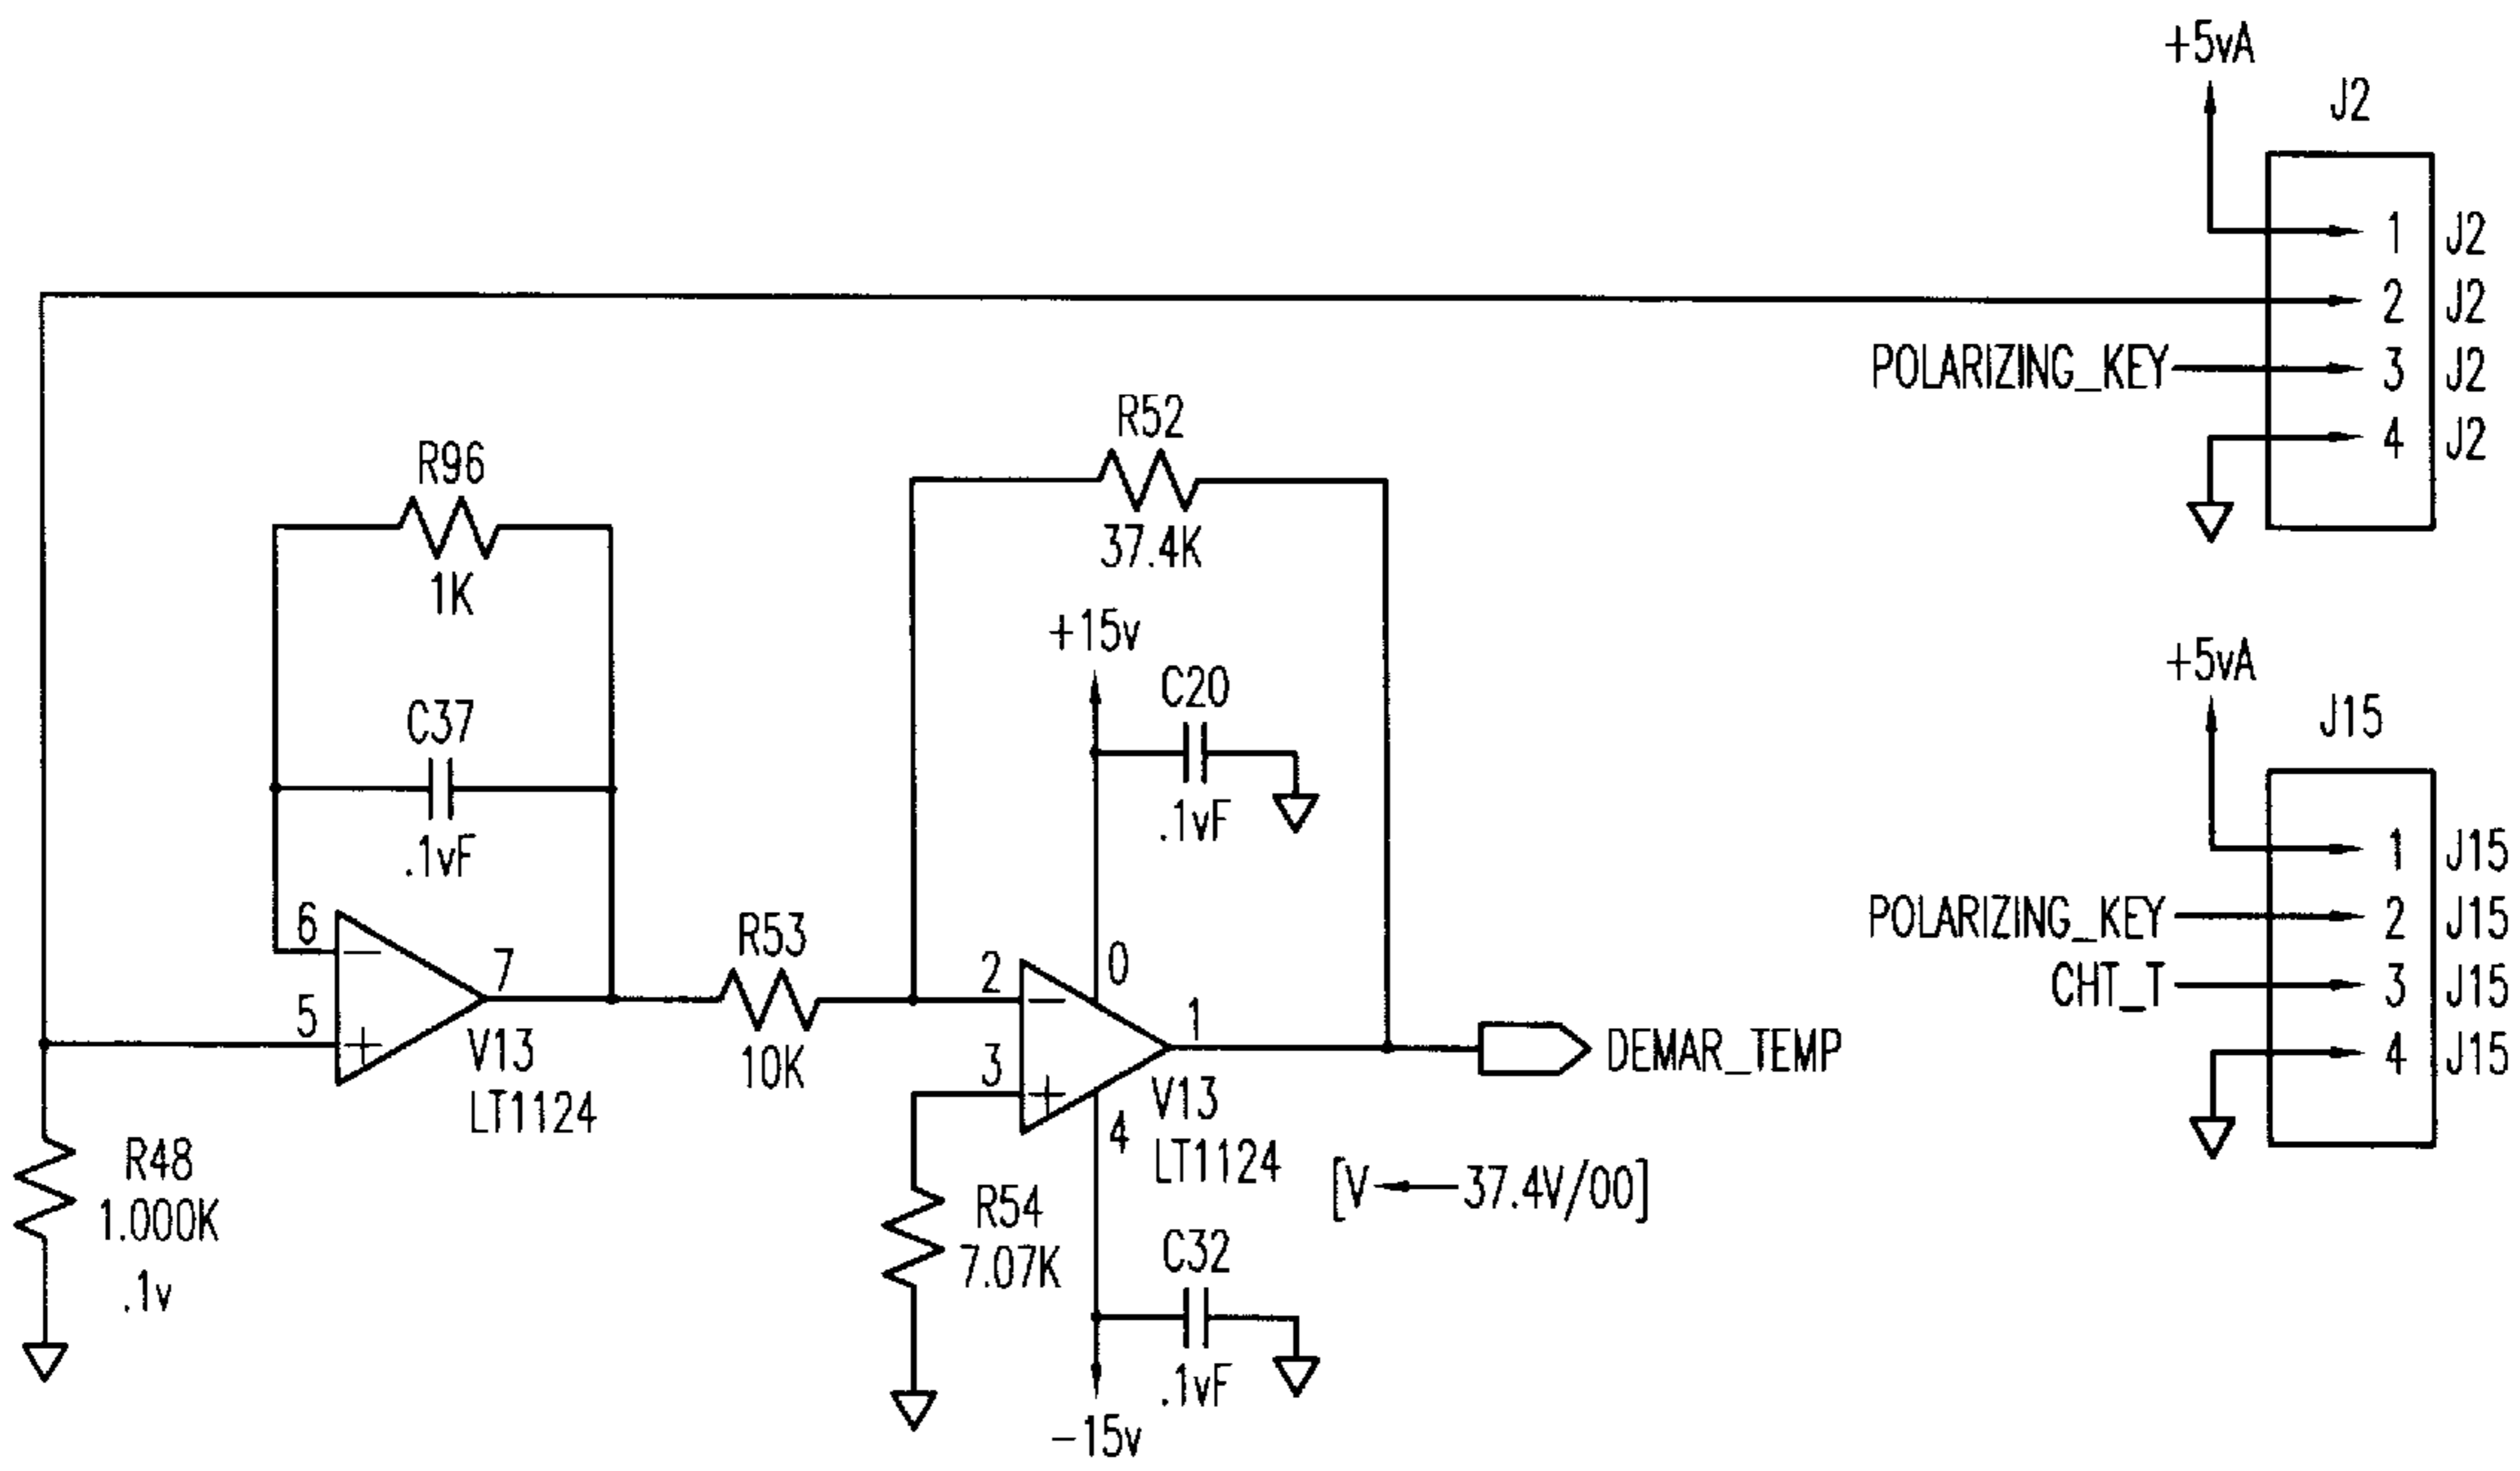 +5vA
J2
1 J2
2 J2
POLARIZING_KEY 3 J2
4 J2
R52
37.4K
R96
1K
+15v
C20
.1vF
C37
.1vF
+5vA
J15
1 J15
POLARIZING_KEY 2 J15
CHT_T 3 J15
4 J15
6
5
7
V13
LT1124
R53
10K
2
3
0
1
4
V13
LT1124
DEMAR_TEMP
[V 37.4V/00]
R48
1.000K
.1v
R54
7.07K
C32
.1vF
-15v